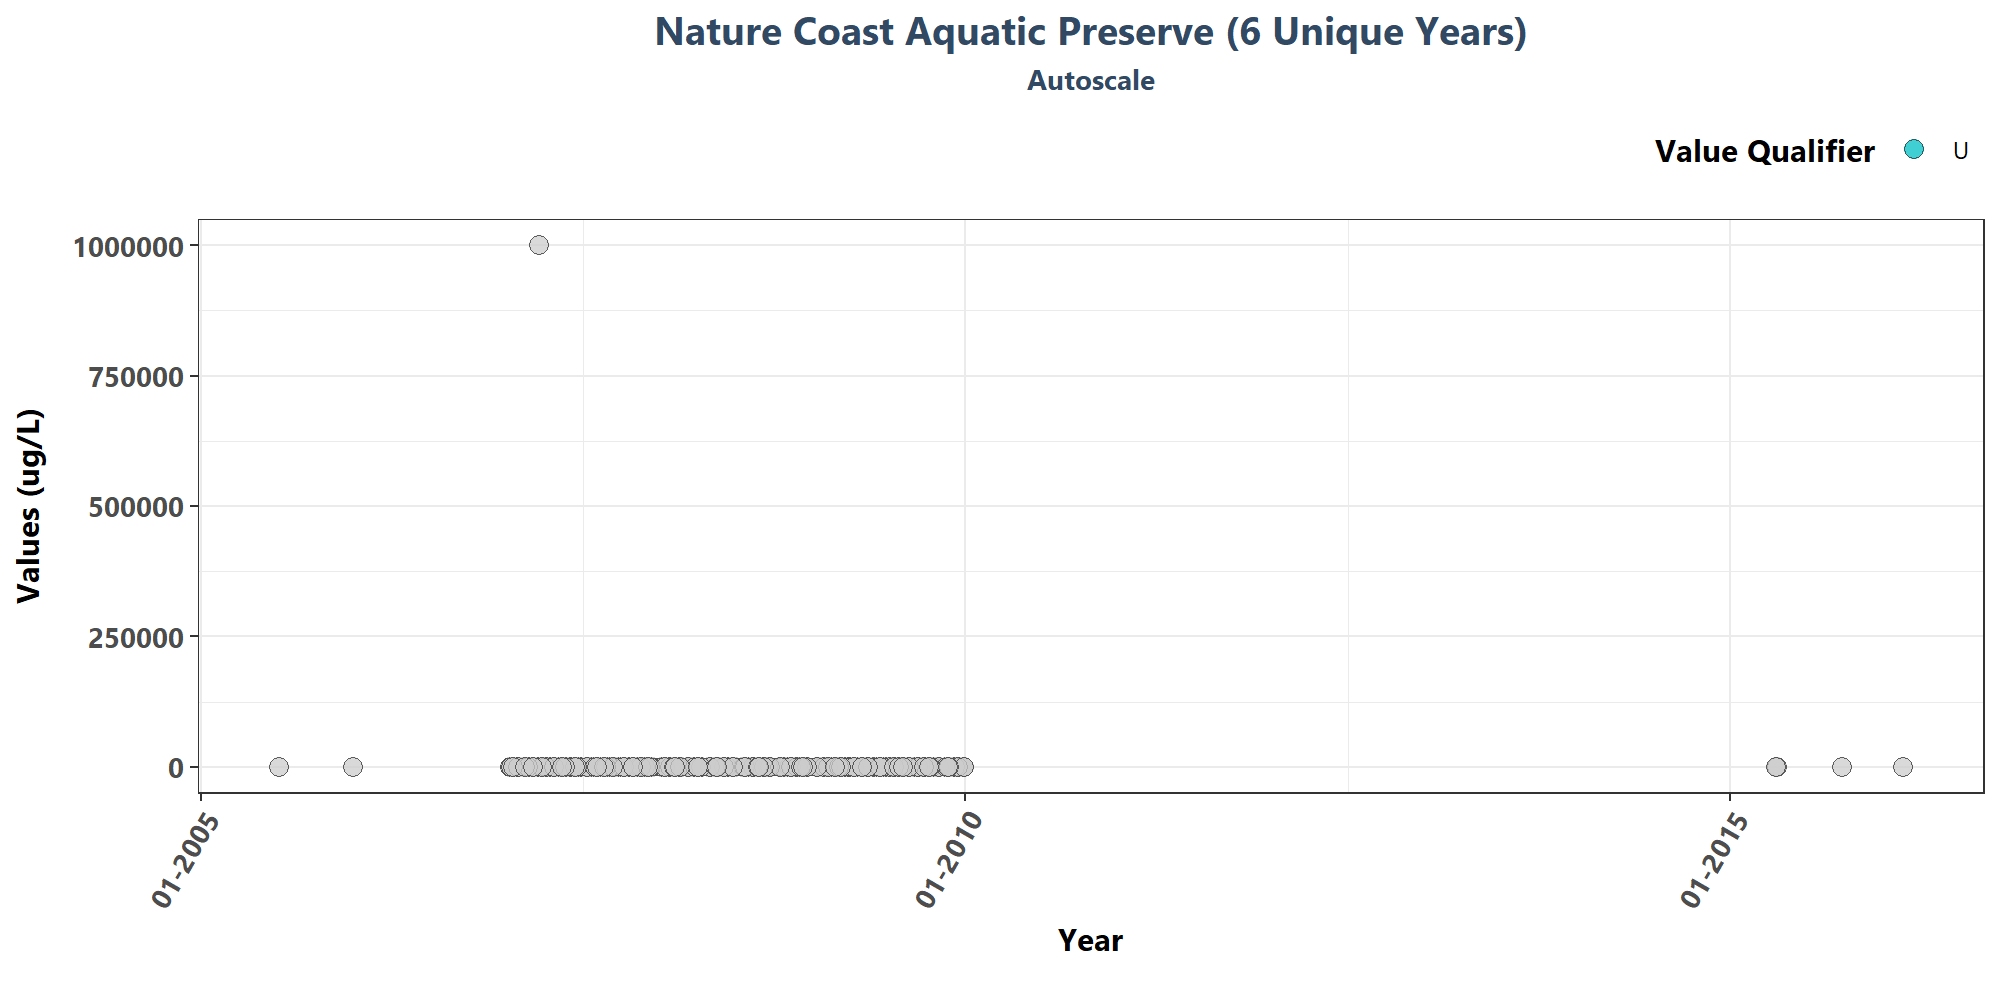 Nature Coast Aquatic Preserve (6 Unique Years)
Autoscale
Value Qualifier U
1000000
750000
500000
250000
0
Values (ug/L)
01-2005
01-2010
01-2015
Year